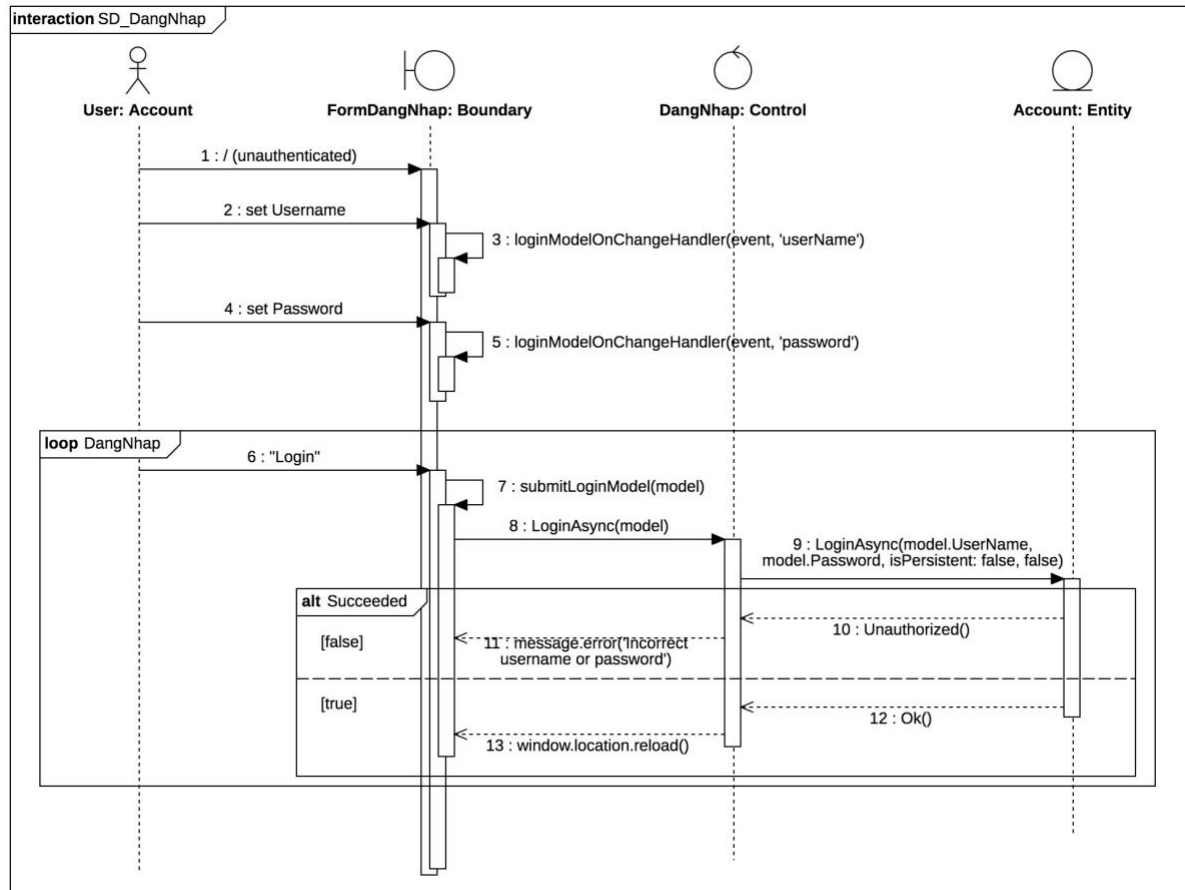 interaction SD_DangNhap
User: Account
FormDangNhap: Boundary
DangNhap: Control
Account: Entity
1 : / (unauthenticated)
2 : set Username
3 : loginModelOnChangeHandler(event, 'userName')
4 : set Password
5 : loginModelOnChangeHandler(event, 'password')
loop DangNhap
6 : "Login"
7 : submitLoginModel(model)
8 : LoginAsync(model)
9 : LoginAsync(model.UserName,
model.Password, isPersistent: false, false)
alt Succeeded
[false]
10 : Unauthorized()
11 : message.error('Incorrect
username or password')
[true]
12 : Ok()
13 : window.location.reload()